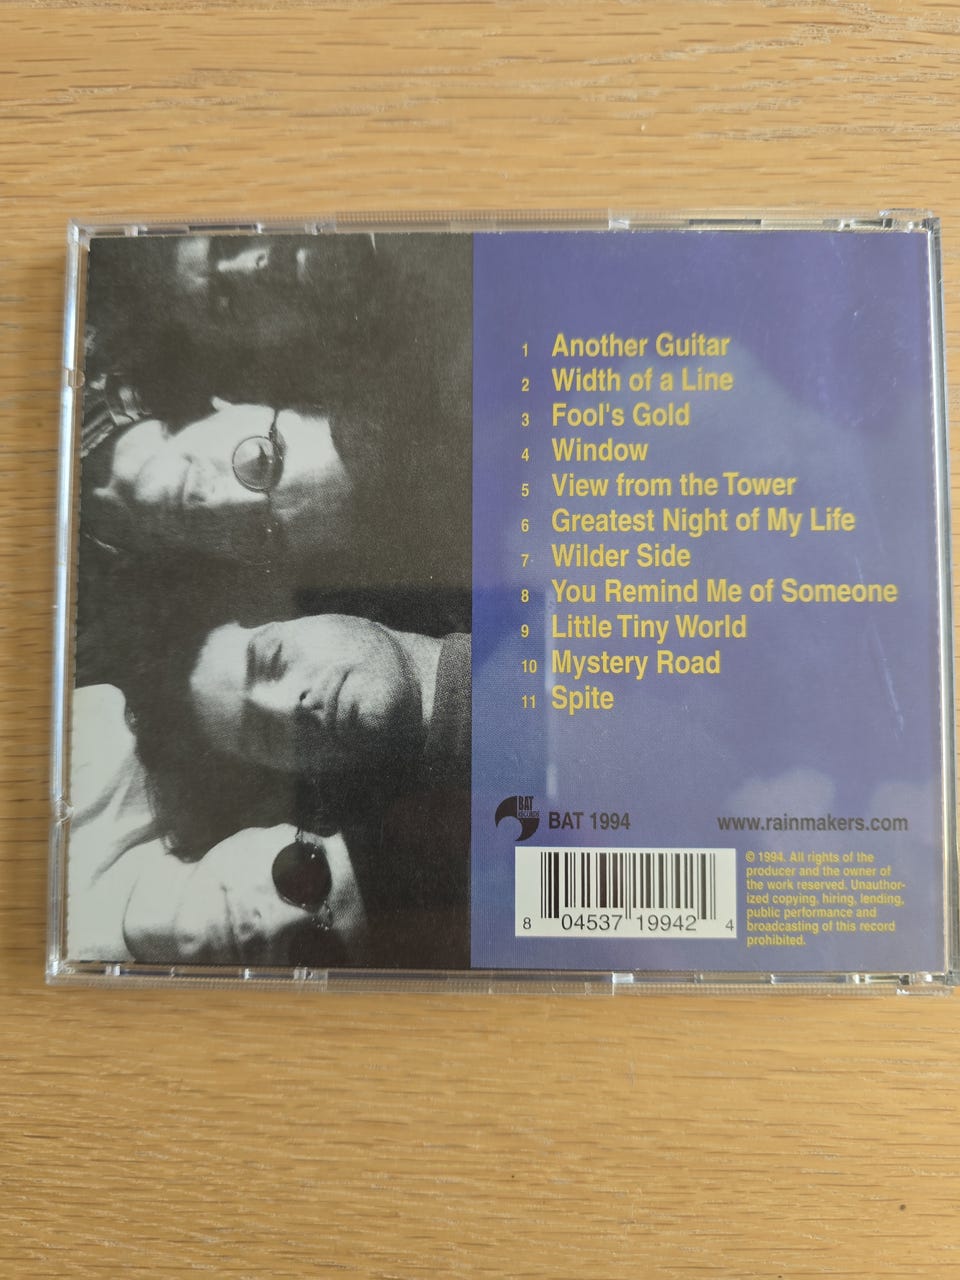 1 Another Guitar
2 Width of a Line
3 Fool's Gold
4 Window
5 View from the Tower
6 Greatest Night of My Life
7 Wilder Side
8 You Remind Me of Someone
9 Little Tiny World
10 Mystery Road
11 Spite
BAT
BAT 1994
www.rainmakers.com
8 04537 19942 4
© 1994. All rights of the
producer and the owner of
the work reserved. Unauthor-
ized copying, hiring, lending,
public performance and
broadcasting of this record
prohibited.